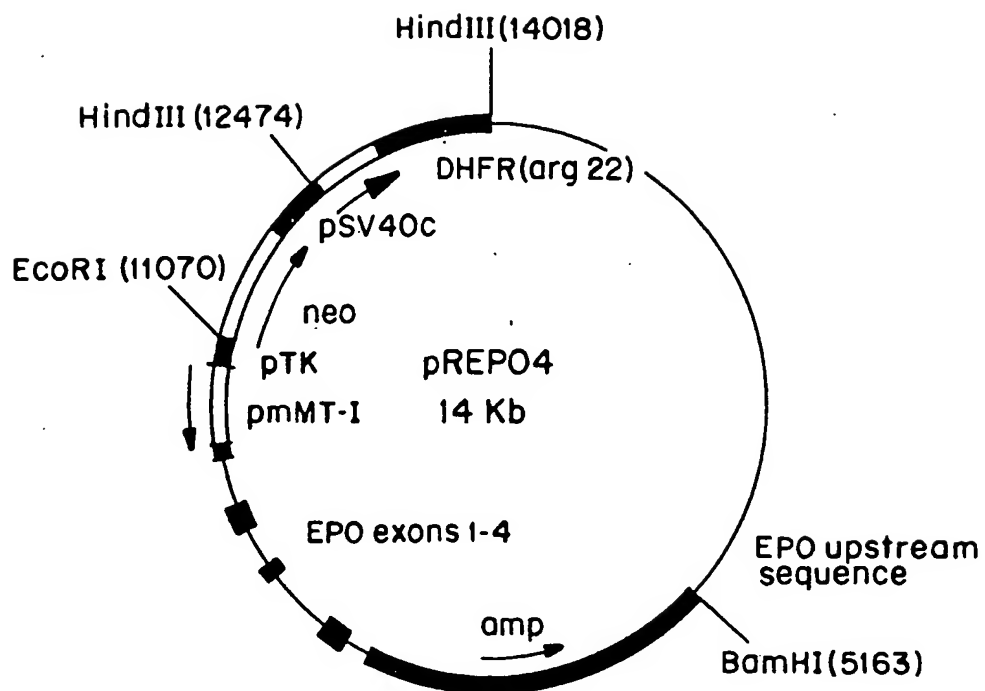 HindIII (14018)
HindIII (12474)
DHFR (arg 22)
pSV40c
EcoRI (11070)
neo
pTK
pREPO4
pmMT-I
14 Kb
EPO exons 1-4
EPO upstream
sequence
amp
BamHI (5163)